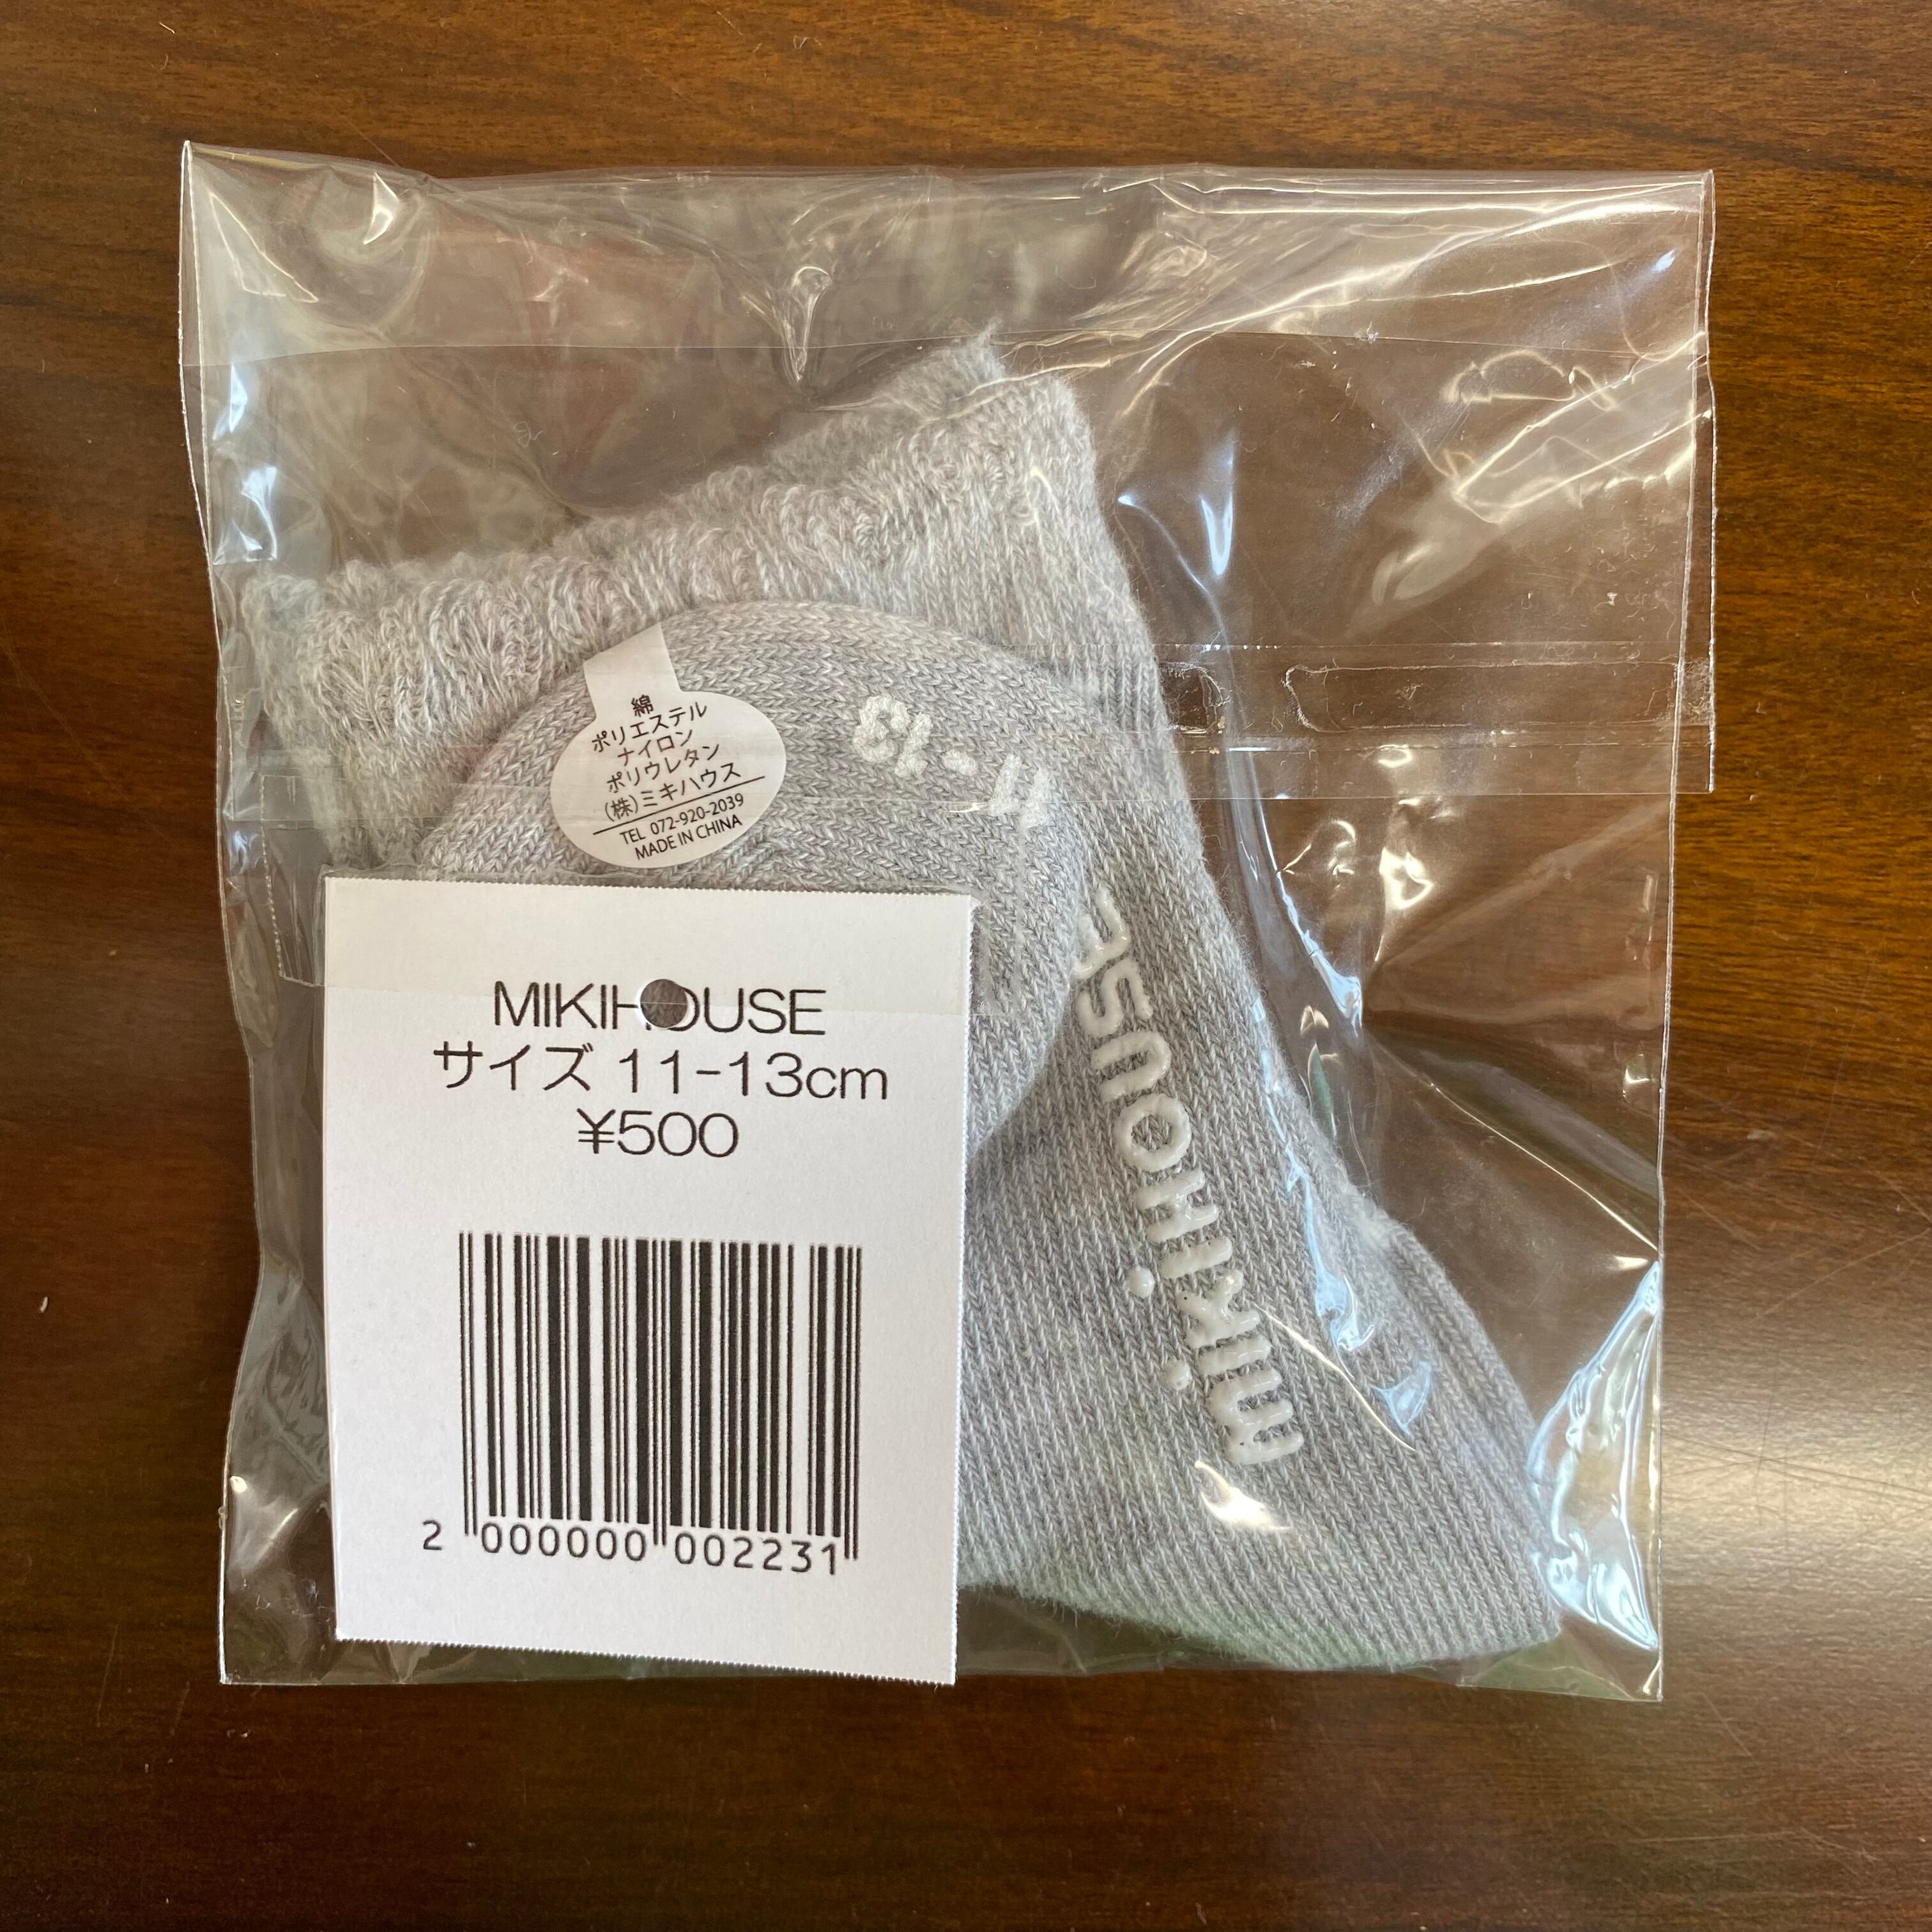 綿
ポリエステル
ナイロン
ポリウレタン
(株)ミキハウス
TEL 072-920-2039
MADE IN CHINA
11-13
mikiHOUSE
MIKIHOUSE
サイズ 11-13cm
¥500
2 000000 002231